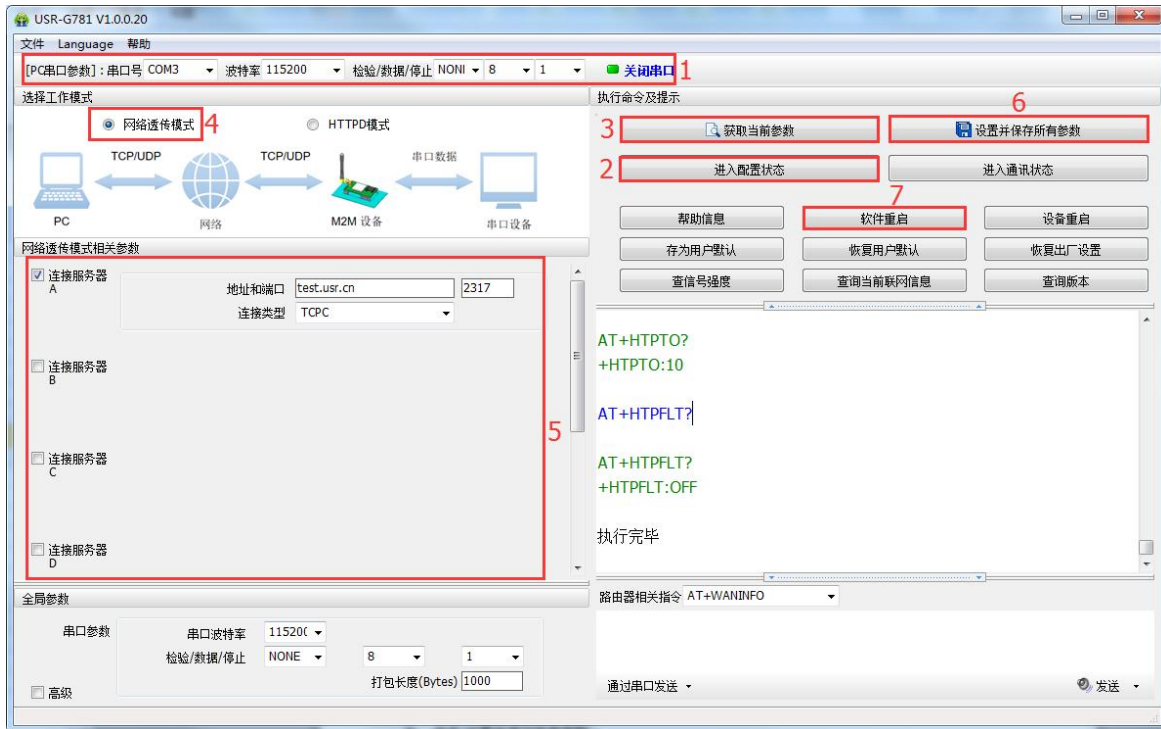 USR-G781 V1.0.0.20
文件 Language 帮助
[PC串口参数]：串口号 COM3 波特率 115200 检验/数据/停止 NONI 8 1 关闭串口 1
选择工作模式
网络透传模式 4 HTTPD模式
TCP/UDP TCP/UDP 串口数据
PC 网络 M2M 设备 串口设备
网络透传模式相关参数
连接服务器
A
地址和端口 test.usr.cn 2317
连接类型 TCPC
连接服务器
B
5
连接服务器
C
连接服务器
D
全局参数
串口参数 串口波特率 11520(
检验/数据/停止 NONE 8 1
打包长度(Bytes) 1000
高级
执行命令及提示
6
3 获取当前参数 设置并保存所有参数
2 进入配置状态 进入通讯状态
7
帮助信息 软件重启 设备重启
存为用户默认 恢复用户默认 恢复出厂设置
查信号强度 查询当前联网信息 查询版本
AT+HTPTO?
+HTPTO:10
AT+HTPFLT?
AT+HTPFLT?
+HTPFLT:OFF
执行完毕
路由器相关指令 AT+WANINFO
通过串口发送 发送